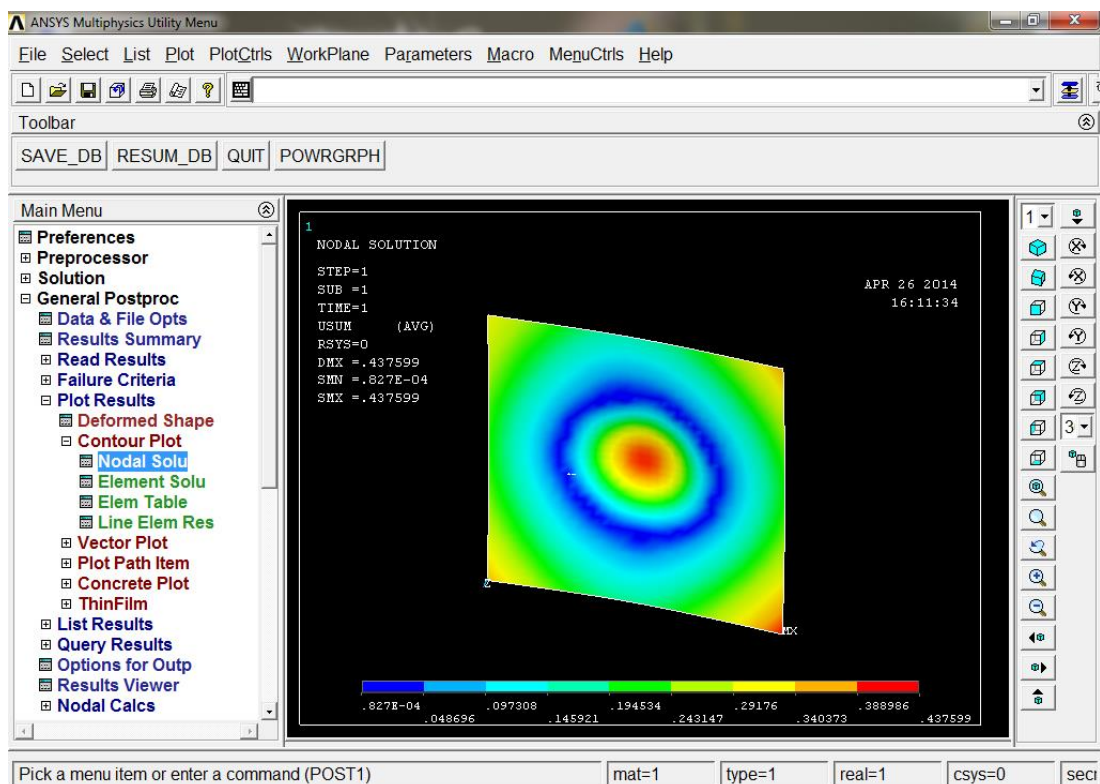 ANSYS Multiphysics Utility Menu
File Select List Plot PlotCtrls WorkPlane Parameters Macro MenuCtrls Help
Toolbar
SAVE_DB RESUM_DB QUIT POWRGRPH
Main Menu
Preferences
Preprocessor
Solution
General Postproc
Data & File Opts
Results Summary
Read Results
Failure Criteria
Plot Results
Deformed Shape
Contour Plot
Nodal Solu
Element Solu
Elem Table
Line Elem Res
Vector Plot
Plot Path Item
Concrete Plot
ThinFilm
List Results
Query Results
Options for Outp
Results Viewer
Nodal Calcs
1
NODAL SOLUTION
STEP=1
SUB =1
TIME=1
USUM (AVG)
RSYS=0
DMX =.437599
SMN =.827E-04
SMX =.437599
APR 26 2014
16:11:34
Z
MX
.827E-04 .097308 .194534 .29176 .388986
.048696 .145921 .243147 .340373 .437599
1
3
Pick a menu item or enter a command (POST1) mat=1 type=1 real=1 csys=0 secr